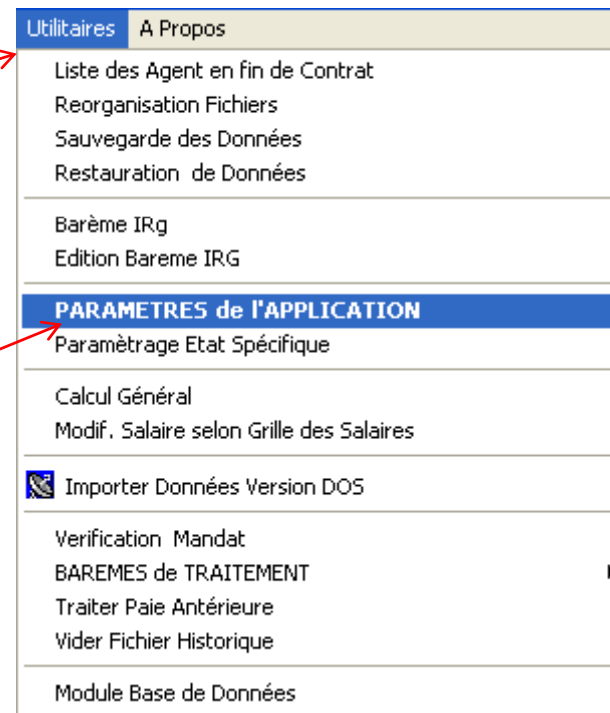 Utilitaires A Propos
Liste des Agent en fin de Contrat
Reorganisation Fichiers
Sauvegarde des Données
Restauration de Données
Barème IRg
Edition Bareme IRG
PARAMETRES de l'APPLICATION
Paramètrage Etat Spécifique
Calcul Général
Modif. Salaire selon Grille des Salaires
Importer Données Version DOS
Verification Mandat
BAREMES de TRAITEMENT
Traiter Paie Antérieure
Vider Fichier Historique
Module Base de Données